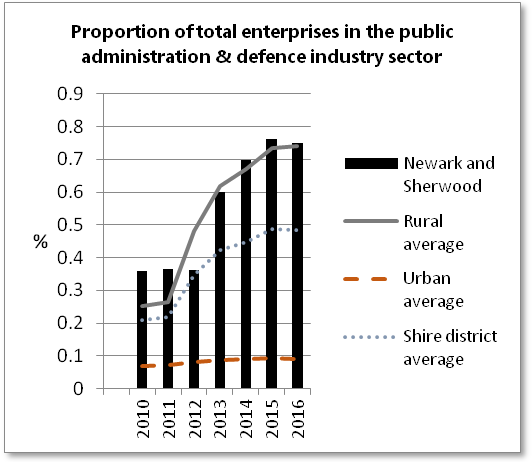 Proportion of total enterprises in the public
administration & defence industry sector
0.9
0.8
0.7
0.6
0.5
0.4
0.3
0.2
0.1
0
%
2010
2011
2012
2013
2014
2015
2016
Newark and
Sherwood
Rural
average
Urban
average
Shire district
average